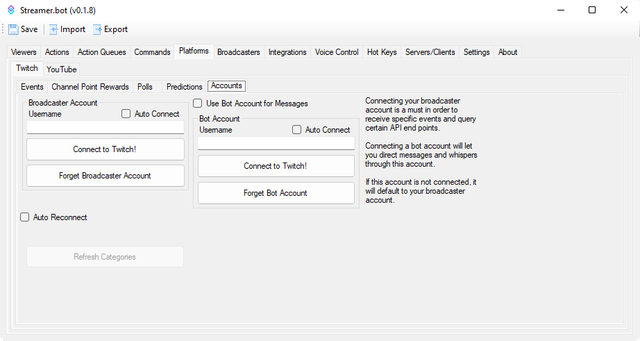 Streamer.bot (v0.1.8)
Save Import Export
Viewers Actions Action Queues Commands Platforms Broadcasters Integrations Voice Control Hot Keys Servers/Clients Settings About
Twitch YouTube
Events Channel Point Rewards Polls Predictions Accounts
Broadcaster Account
Username Auto Connect
Connect to Twitch!
Forget Broadcaster Account
Auto Reconnect
Refresh Categories
Use Bot Account for Messages
Bot Account
Username Auto Connect
Connect to Twitch!
Forget Bot Account
Connecting your broadcaster
account is a must in order to
receive specific events and query
certain API end points.
Connecting a bot account will let
you direct messages and whispers
through this account.
If this account is not connected, it
will default to your broadcaster
account.